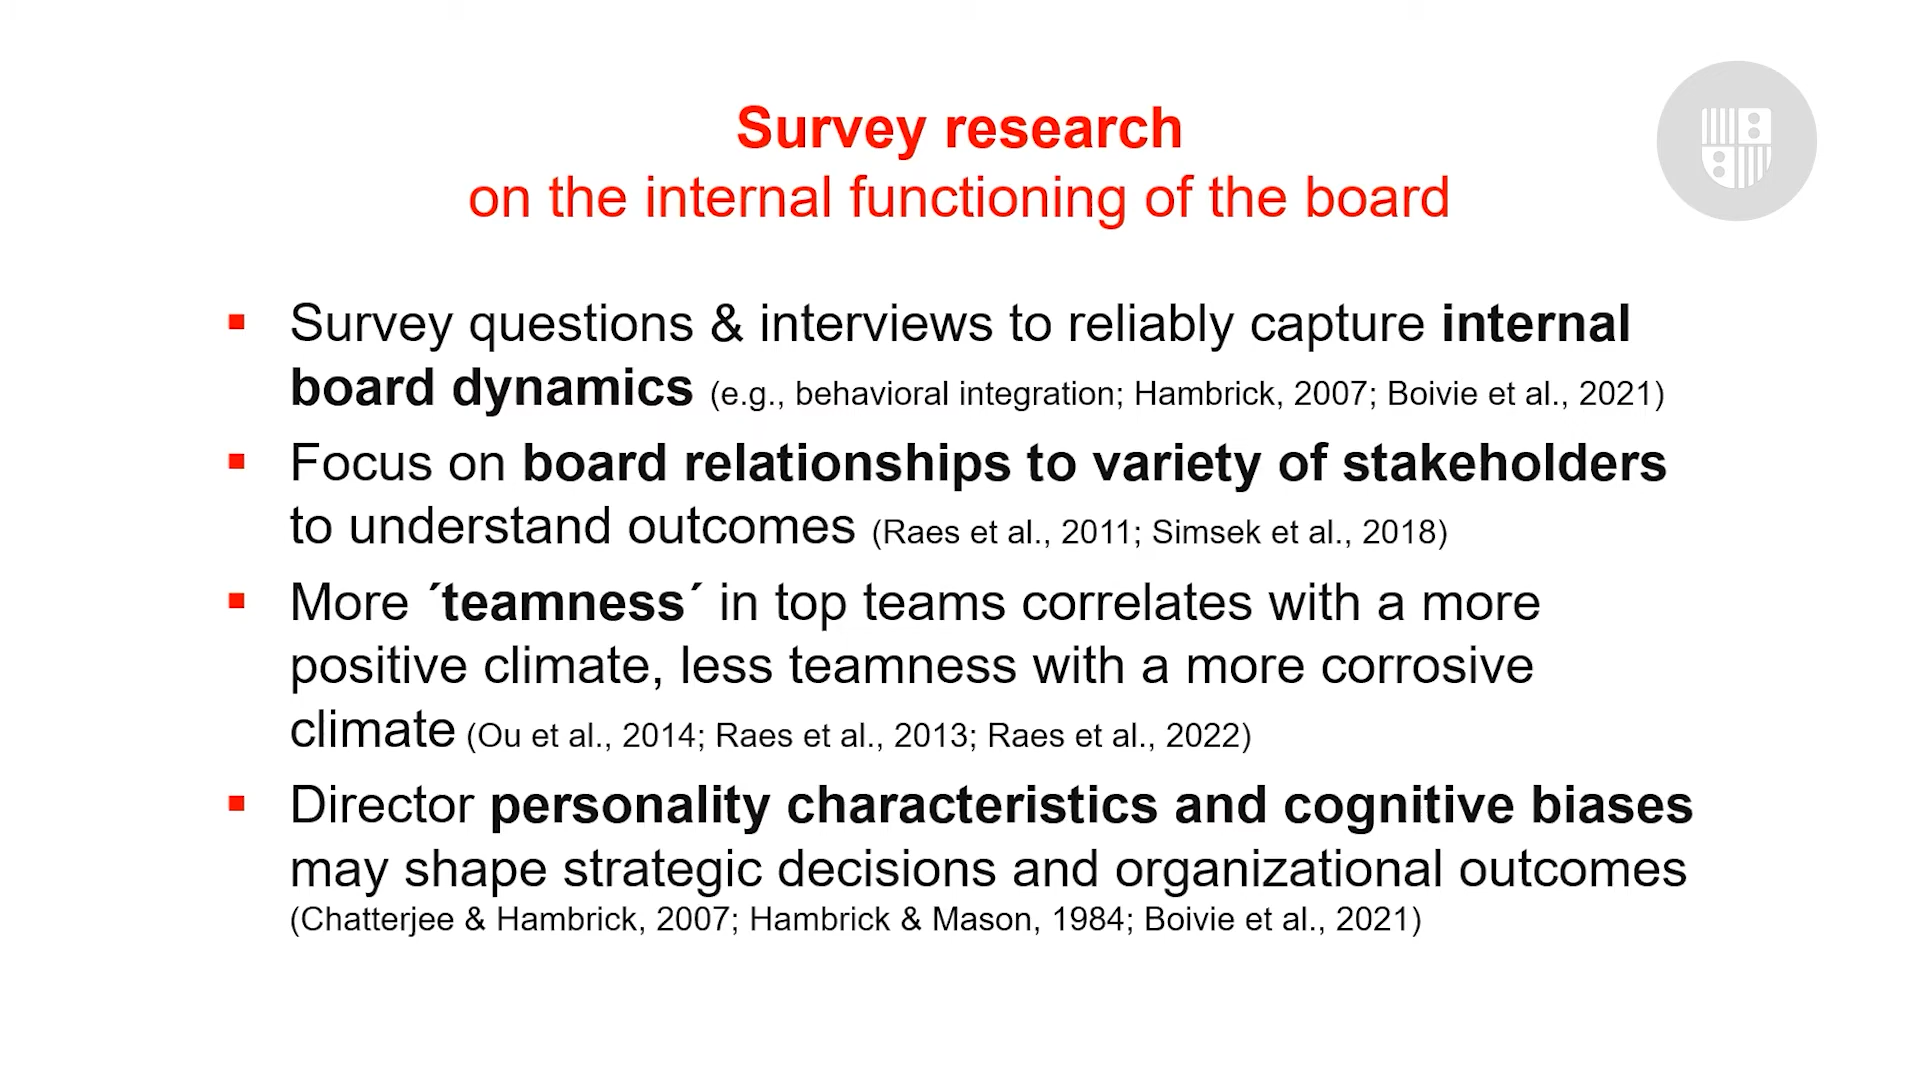 Survey research
on the internal functioning of the board
▪ Survey questions & interviews to reliably capture internal
board dynamics (e.g., behavioral integration; Hambrick, 2007; Boivie et al., 2021)
▪ Focus on board relationships to variety of stakeholders
to understand outcomes (Raes et al., 2011; Simsek et al., 2018)
▪ More ´teamness´ in top teams correlates with a more
positive climate, less teamness with a more corrosive
climate (Ou et al., 2014; Raes et al., 2013; Raes et al., 2022)
▪ Director personality characteristics and cognitive biases
may shape strategic decisions and organizational outcomes
(Chatterjee & Hambrick, 2007; Hambrick & Mason, 1984; Boivie et al., 2021)